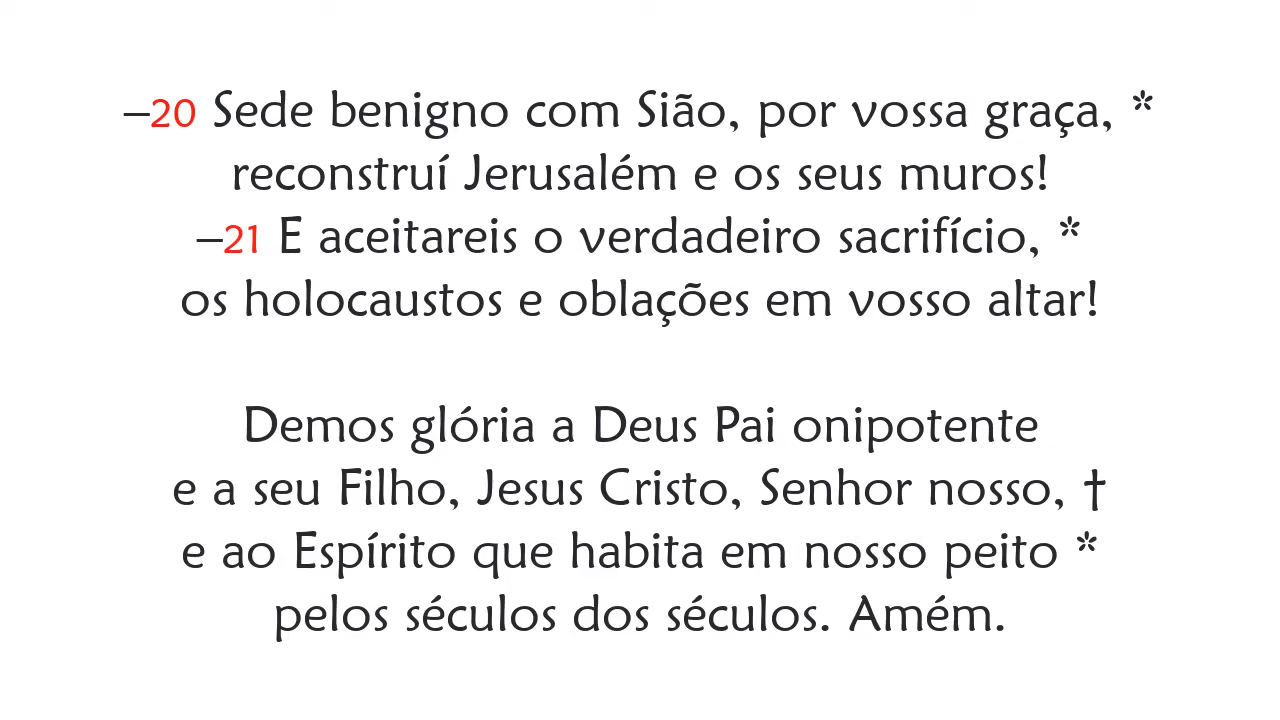 –20 Sede benigno com Sião, por vossa graça, *
reconstruí Jerusalém e os seus muros!
–21 E aceitareis o verdadeiro sacrifício, *
os holocaustos e oblações em vosso altar!
Demos glória a Deus Pai onipotente
e a seu Filho, Jesus Cristo, Senhor nosso, †
e ao Espírito que habita em nosso peito *
pelos séculos dos séculos. Amém.